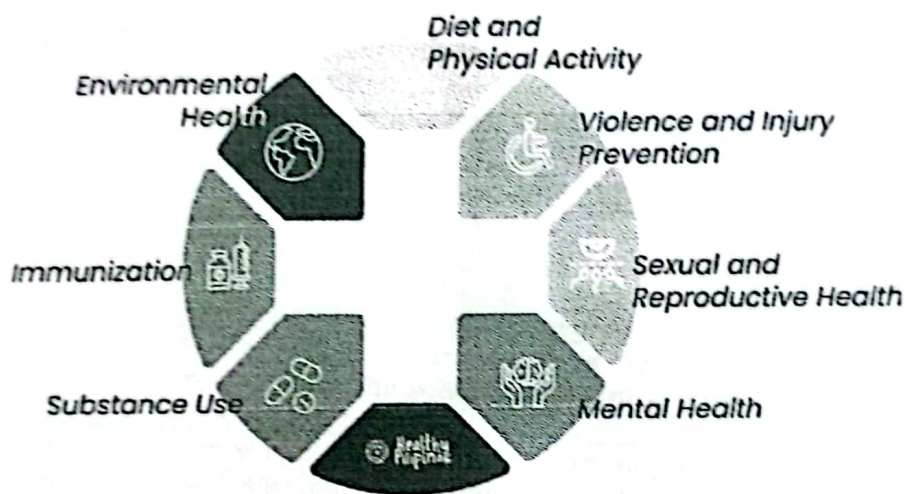 Diet and
Physical Activity
Environmental
Health
Violence and Injury
Prevention
Immunization
Sexual and
Reproductive Health
Substance Use
Mental Health
Healthy
Pilipinas